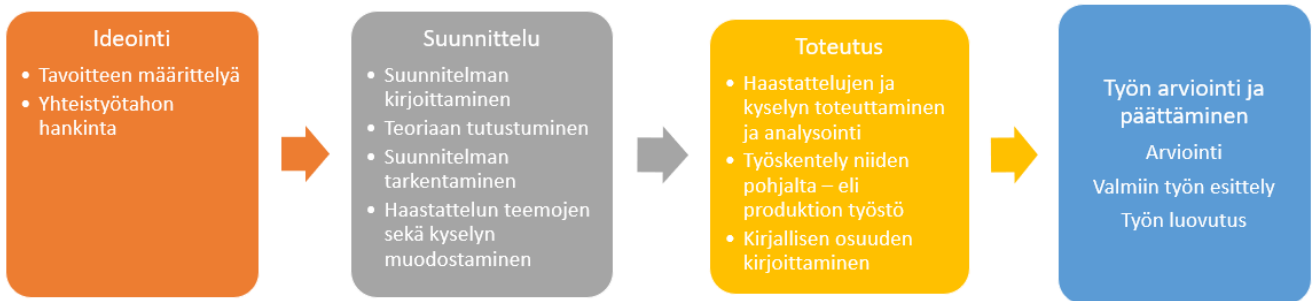 Ideointi
• Tavoitteen määrittelyä
• Yhteistyötahon
hankinta
Suunnittelu
• Suunnitelman
kirjoittaminen
• Teoriaan tutustuminen
• Suunnitelman
tarkentaminen
• Haastattelun teemojen
sekä kyselyn
muodostaminen
Toteutus
• Haastattelujen ja
kyselyn toteuttaminen
ja analysointi
• Työskentely niiden
pohjalta – eli
produktion työstö
• Kirjallisen osuuden
kirjoittaminen
Työn arviointi ja
päättäminen
Arviointi
Valmiin työn esittely
Työn luovutus